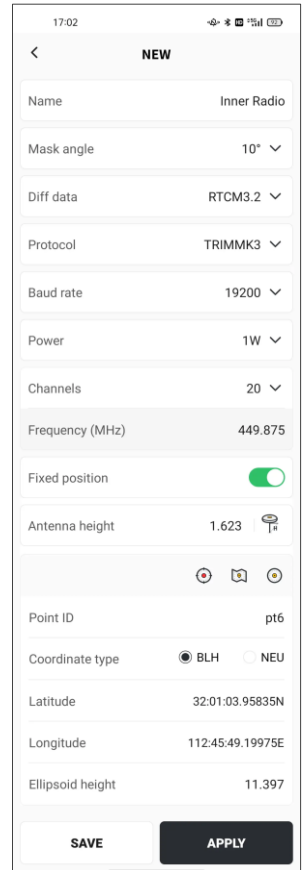 17:02 92
NEW
Name Inner Radio
Mask angle 10°
Diff data RTCM3.2
Protocol TRIMMK3
Baud rate 19200
Power 1W
Channels 20
Frequency (MHz) 449.875
Fixed position
Antenna height 1.623
Point ID pt6
Coordinate type BLH NEU
Latitude 32:01:03.95835N
Longitude 112:45:49.19975E
Ellipsoid height 11.397
SAVE APPLY